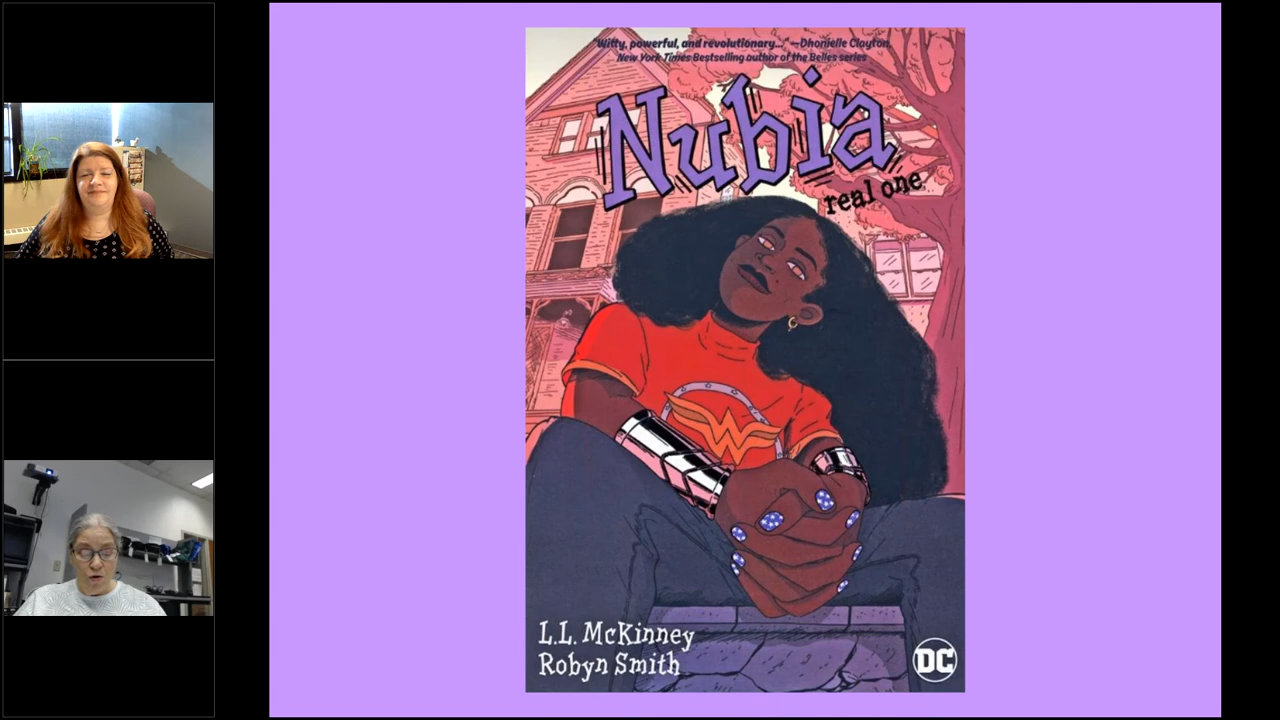 "Witty, powerful, and revolutionary..." —Dhonielle Clayton,
New York Times Bestselling author of the Belles series
Nubia
real one
L.L. McKinney
Robyn Smith
DC